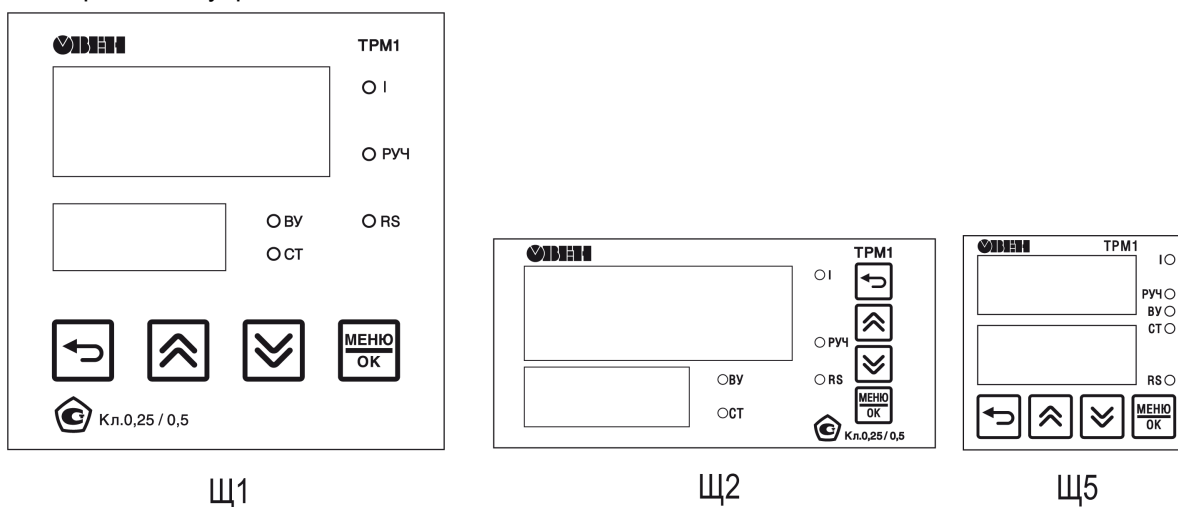 ОВЕН
ТРМ1
I
РУЧ
ВУ
RS
СТ
МЕНЮ
ОК
Кл.0,25 / 0,5
Щ1
ОВЕН
ТРМ1
I
РУЧ
ВУ
RS
СТ
МЕНЮ
ОК
Кл.0,25 / 0,5
Щ2
ОВЕН
ТРМ1
I
РУЧ
ВУ
СТ
RS
МЕНЮ
ОК
Щ5